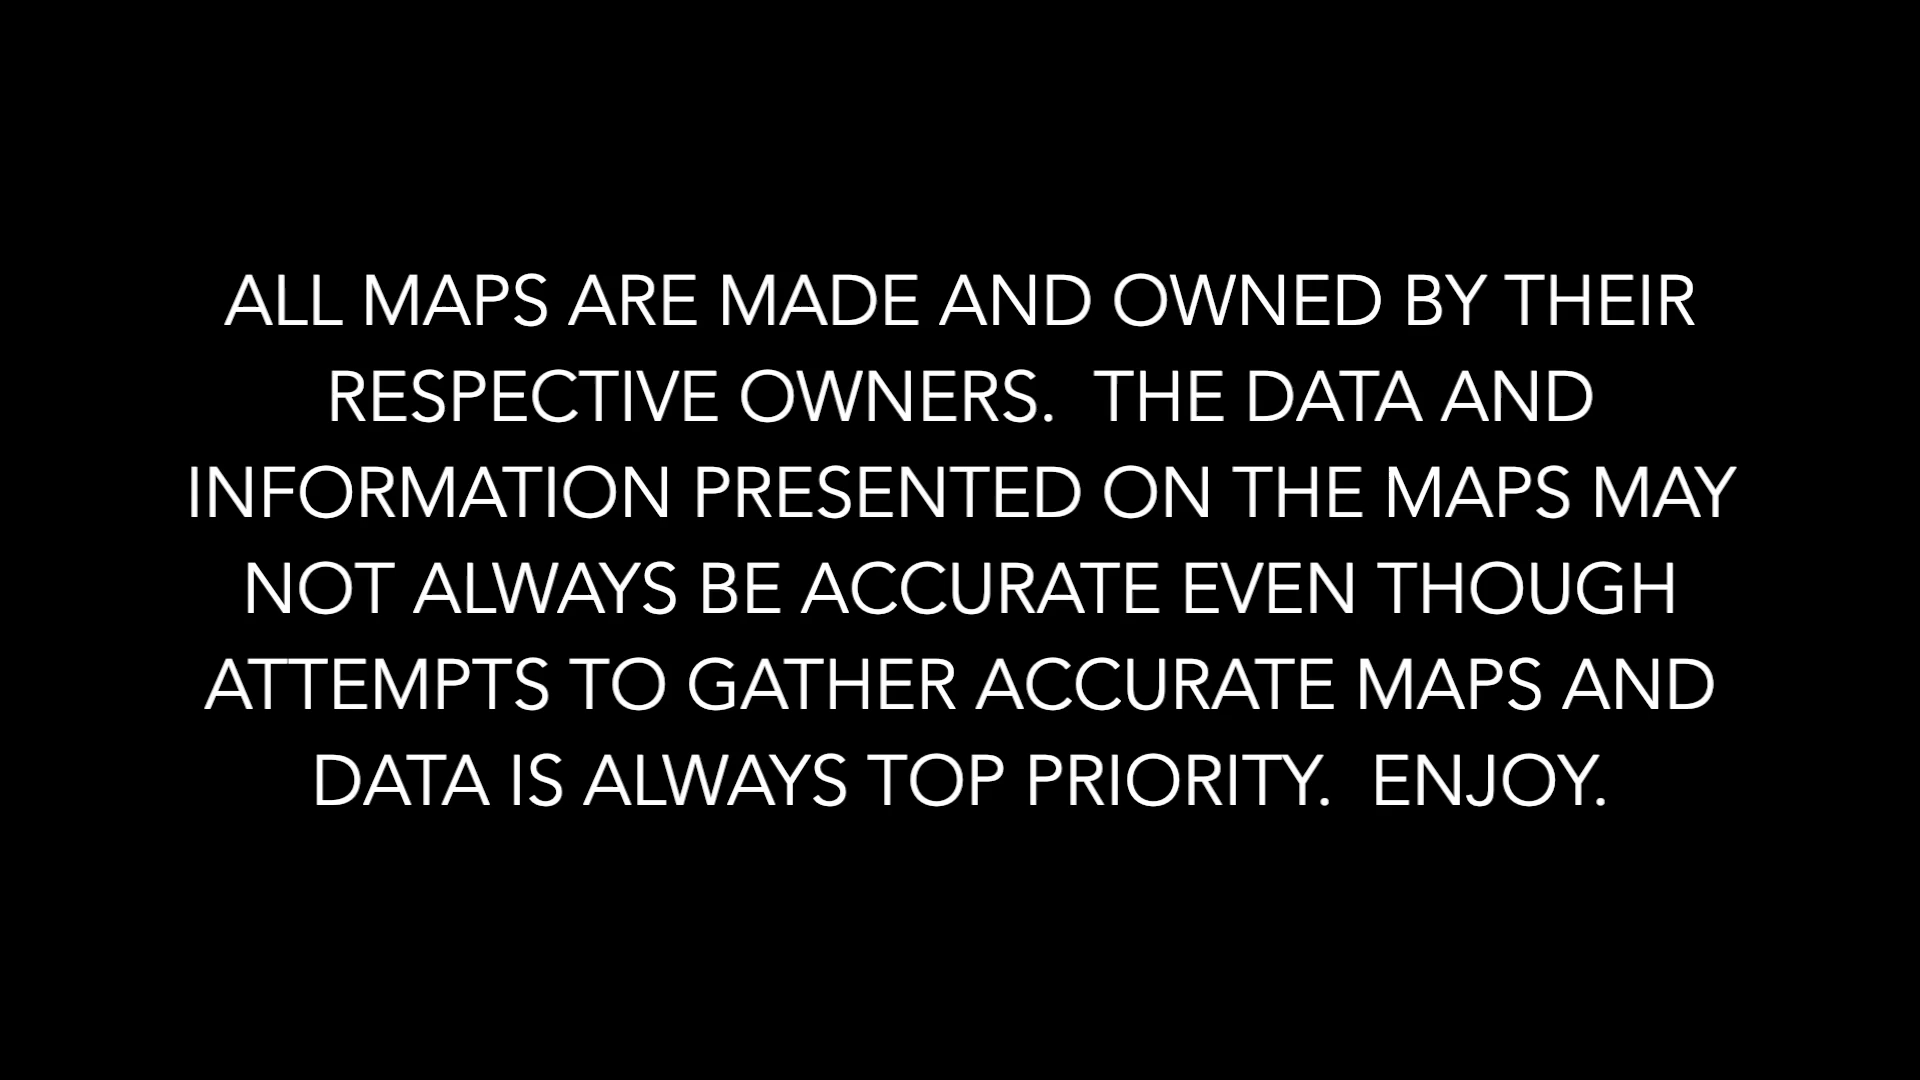 ALL MAPS ARE MADE AND OWNED BY THEIR
RESPECTIVE OWNERS.  THE DATA AND
INFORMATION PRESENTED ON THE MAPS MAY
NOT ALWAYS BE ACCURATE EVEN THOUGH
ATTEMPTS TO GATHER ACCURATE MAPS AND
DATA IS ALWAYS TOP PRIORITY.  ENJOY.